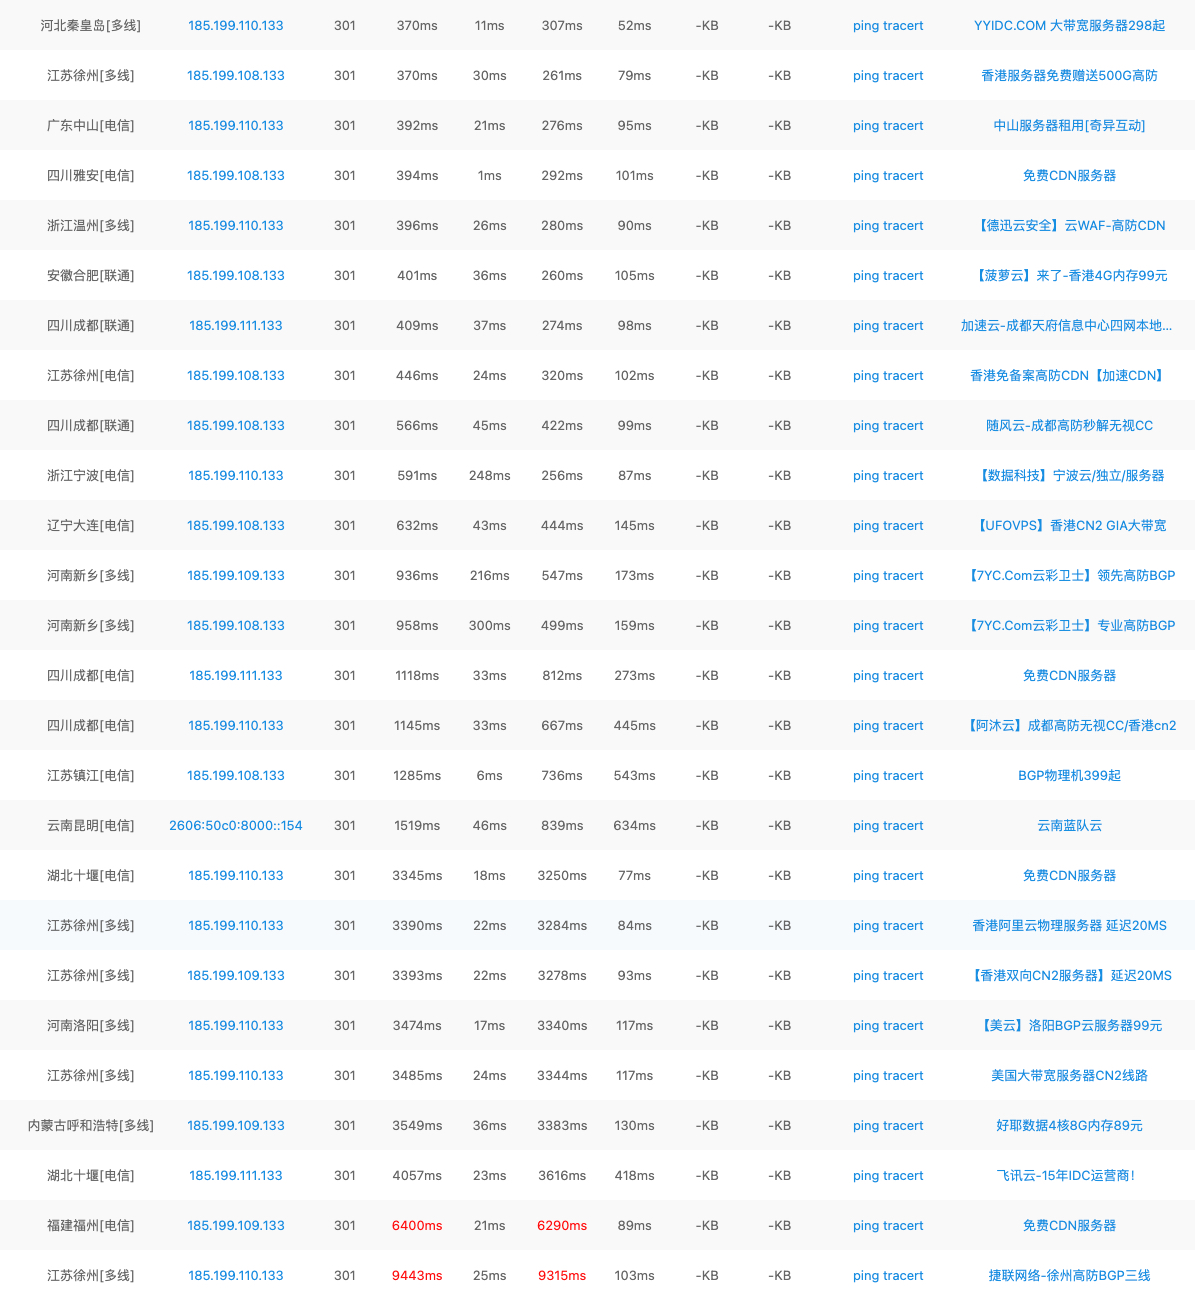 河北秦皇岛[多线] 185.199.110.133 301 370ms 11ms 307ms 52ms -KB -KB ping tracert YYIDC.COM 大带宽服务器298起
江苏徐州[多线] 185.199.108.133 301 370ms 30ms 261ms 79ms -KB -KB ping tracert 香港服务器免费赠送500G高防
广东中山[电信] 185.199.110.133 301 392ms 21ms 276ms 95ms -KB -KB ping tracert 中山服务器租用[奇异互动]
四川雅安[电信] 185.199.108.133 301 394ms 1ms 292ms 101ms -KB -KB ping tracert 免费CDN服务器
浙江温州[多线] 185.199.110.133 301 396ms 26ms 280ms 90ms -KB -KB ping tracert 【德迅云安全】云WAF-高防CDN
安徽合肥[联通] 185.199.108.133 301 401ms 36ms 260ms 105ms -KB -KB ping tracert 【菠萝云】来了-香港4G内存99元
四川成都[联通] 185.199.111.133 301 409ms 37ms 274ms 98ms -KB -KB ping tracert 加速云-成都天府信息中心四网本地...
江苏徐州[电信] 185.199.108.133 301 446ms 24ms 320ms 102ms -KB -KB ping tracert 香港免备案高防CDN【加速CDN】
四川成都[联通] 185.199.108.133 301 566ms 45ms 422ms 99ms -KB -KB ping tracert 随风云-成都高防秒解无视CC
浙江宁波[电信] 185.199.110.133 301 591ms 248ms 256ms 87ms -KB -KB ping tracert 【数掘科技】宁波云/独立/服务器
辽宁大连[电信] 185.199.108.133 301 632ms 43ms 444ms 145ms -KB -KB ping tracert 【UFOVPS】香港CN2 GIA大带宽
河南新乡[多线] 185.199.109.133 301 936ms 216ms 547ms 173ms -KB -KB ping tracert 【7YC.Com云彩卫士】领先高防BGP
河南新乡[多线] 185.199.108.133 301 958ms 300ms 499ms 159ms -KB -KB ping tracert 【7YC.Com云彩卫士】专业高防BGP
四川成都[电信] 185.199.111.133 301 1118ms 33ms 812ms 273ms -KB -KB ping tracert 免费CDN服务器
四川成都[电信] 185.199.110.133 301 1145ms 33ms 667ms 445ms -KB -KB ping tracert 【阿沐云】成都高防无视CC/香港cn2
江苏镇江[电信] 185.199.108.133 301 1285ms 6ms 736ms 543ms -KB -KB ping tracert BGP物理机399起
云南昆明[电信] 2606:50c0:8000::154 301 1519ms 46ms 839ms 634ms -KB -KB ping tracert 云南蓝队云
湖北十堰[电信] 185.199.110.133 301 3345ms 18ms 3250ms 77ms -KB -KB ping tracert 免费CDN服务器
江苏徐州[多线] 185.199.110.133 301 3390ms 22ms 3284ms 84ms -KB -KB ping tracert 香港阿里云物理服务器 延迟20MS
江苏徐州[多线] 185.199.109.133 301 3393ms 22ms 3278ms 93ms -KB -KB ping tracert 【香港双向CN2服务器】延迟20MS
河南洛阳[多线] 185.199.110.133 301 3474ms 17ms 3340ms 117ms -KB -KB ping tracert 【美云】洛阳BGP云服务器99元
江苏徐州[多线] 185.199.110.133 301 3485ms 24ms 3344ms 117ms -KB -KB ping tracert 美国大带宽服务器CN2线路
内蒙古呼和浩特[多线] 185.199.109.133 301 3549ms 36ms 3383ms 130ms -KB -KB ping tracert 好耶数据4核8G内存89元
湖北十堰[电信] 185.199.111.133 301 4057ms 23ms 3616ms 418ms -KB -KB ping tracert 飞讯云-15年IDC运营商!
福建福州[电信] 185.199.109.133 301 6400ms 21ms 6290ms 89ms -KB -KB ping tracert 免费CDN服务器
江苏徐州[多线] 185.199.110.133 301 9443ms 25ms 9315ms 103ms -KB -KB ping tracert 捷联网络-徐州高防BGP三线